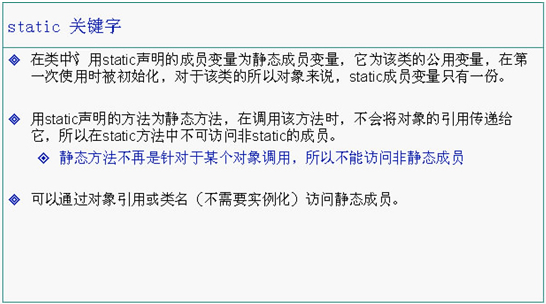 static 关键字
在类中，用static声明的成员变量为静态成员变量，它为该类的公用变量，在第
一次使用时被初始化，对于该类的所以对象来说，static成员变量只有一份。
用static声明的方法为静态方法，在调用该方法时，不会将对象的引用传递给
它，所以在static方法中不可访问非static的成员。
静态方法不再是针对于某个对象调用，所以不能访问非静态成员
可以通过对象引用或类名（不需要实例化）访问静态成员。